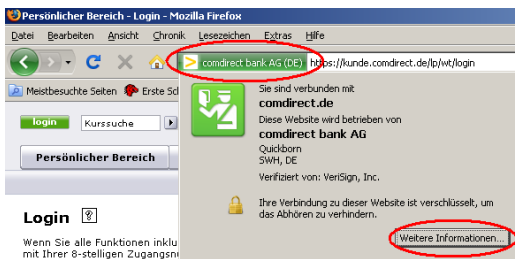 Persönlicher Bereich - Login - Mozilla Firefox
Datei Bearbeiten Ansicht Chronik Lesezeichen Extras Hilfe
comdirect bank AG (DE) https://kunde.comdirect.de/lp/wt/login
Meistbesuchte Seiten Erste Sc
Sie sind verbunden mit
comdirect.de
Diese Website wird betrieben von
comdirect bank AG
Quickborn
SWH, DE
Verifiziert von: VeriSign, Inc.
Ihre Verbindung zu dieser Website ist verschlüsselt, um
das Abhören zu verhindern.
Weitere Informationen...
login Kurssuche
Persönlicher Bereich
Login ?
Wenn Sie alle Funktionen inklu
mit Ihrer 8-stelligen Zugangsn